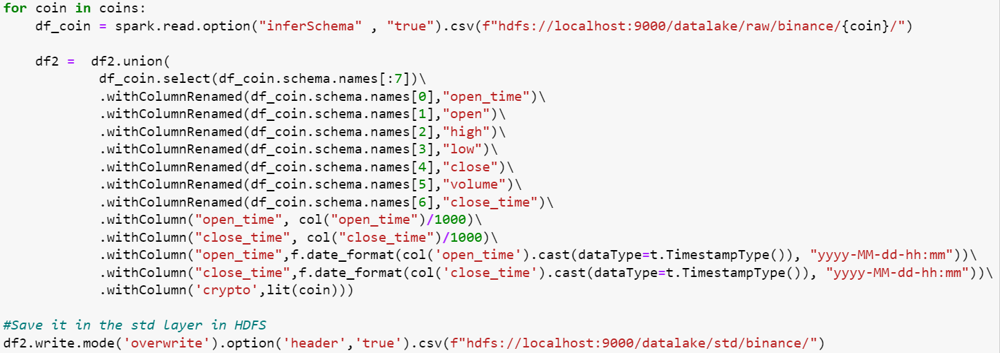 for coin in coins:
    df_coin = spark.read.option("inferSchema" , "true").csv(f"hdfs://localhost:9000/datalake/raw/binance/{coin}/")

    df2 =  df2.union(
            df_coin.select(df_coin.schema.names[:7])\
            .withColumnRenamed(df_coin.schema.names[0],"open_time")\
            .withColumnRenamed(df_coin.schema.names[1],"open")\
            .withColumnRenamed(df_coin.schema.names[2],"high")\
            .withColumnRenamed(df_coin.schema.names[3],"low")\
            .withColumnRenamed(df_coin.schema.names[4],"close")\
            .withColumnRenamed(df_coin.schema.names[5],"volume")\
            .withColumnRenamed(df_coin.schema.names[6],"close_time")\
            .withColumn("open_time", col("open_time")/1000)\
            .withColumn("close_time", col("close_time")/1000)\
            .withColumn("open_time",f.date_format(col('open_time').cast(dataType=t.TimestampType()), "yyyy-MM-dd-hh:mm"))\
            .withColumn("close_time",f.date_format(col('close_time').cast(dataType=t.TimestampType()), "yyyy-MM-dd-hh:mm"))\
            .withColumn('crypto',lit(coin)))

#Save it in the std layer in HDFS
df2.write.mode('overwrite').option('header','true').csv(f"hdfs://localhost:9000/datalake/std/binance/")